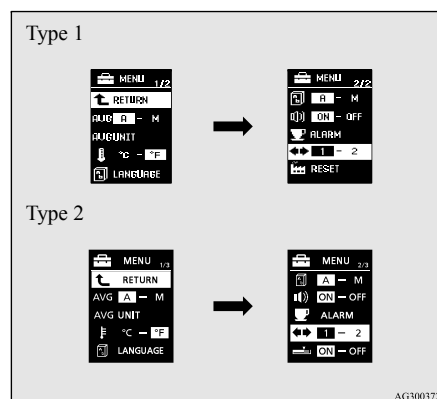 Type 1
MENU 1/2
RETURN
AVG A - M
AVG UNIT
°C - °F
LANGUAGE
MENU 2/2
A - M
ON - OFF
ALARM
1 - 2
RESET
Type 2
MENU 1/3
RETURN
AVG A - M
AVG UNIT
°C - °F
LANGUAGE
MENU 2/3
A - M
ON - OFF
ALARM
1 - 2
ON - OFF